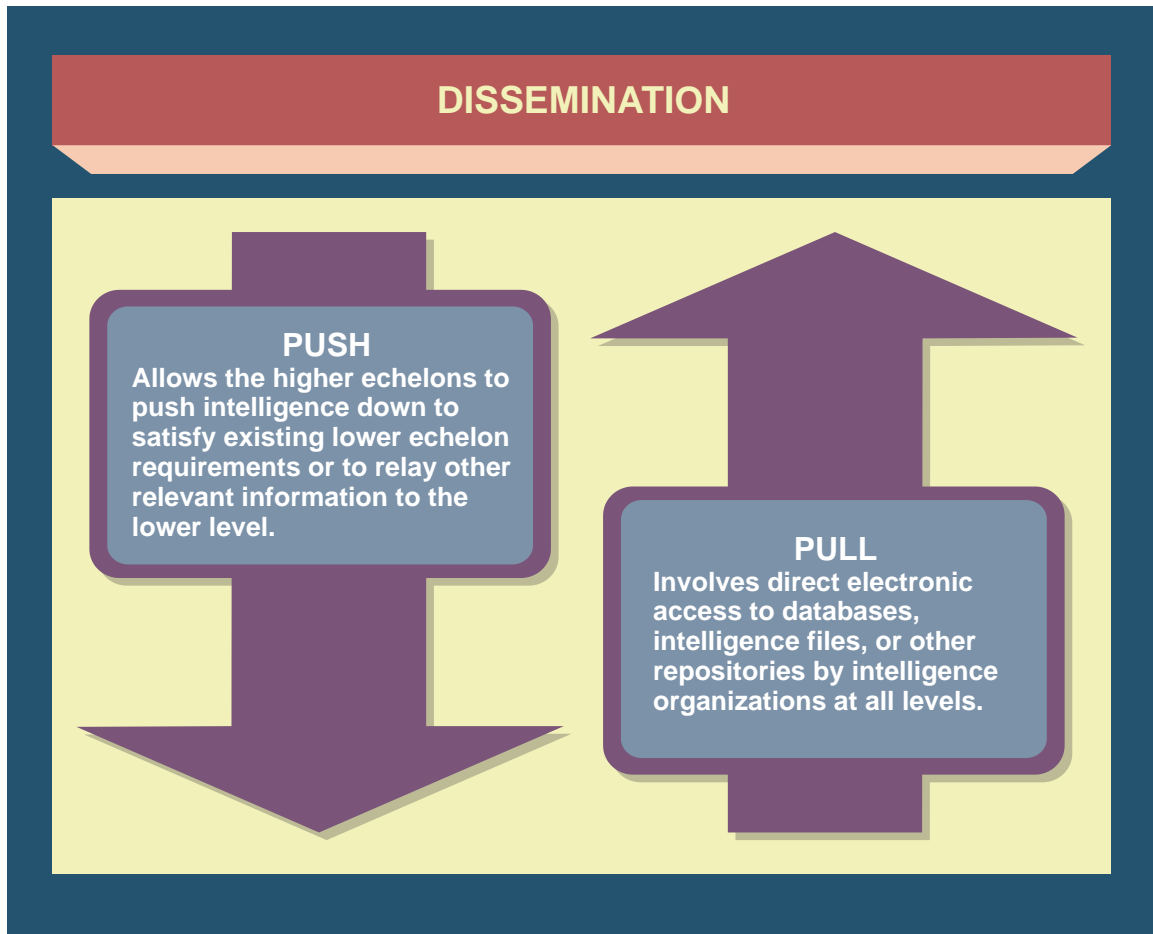 DISSEMINATION
PUSH
Allows the higher echelons to
push intelligence down to
satisfy existing lower echelon
requirements or to relay other
relevant information to the
lower level.
PULL
Involves direct electronic
access to databases,
intelligence files, or other
repositories by intelligence
organizations at all levels.